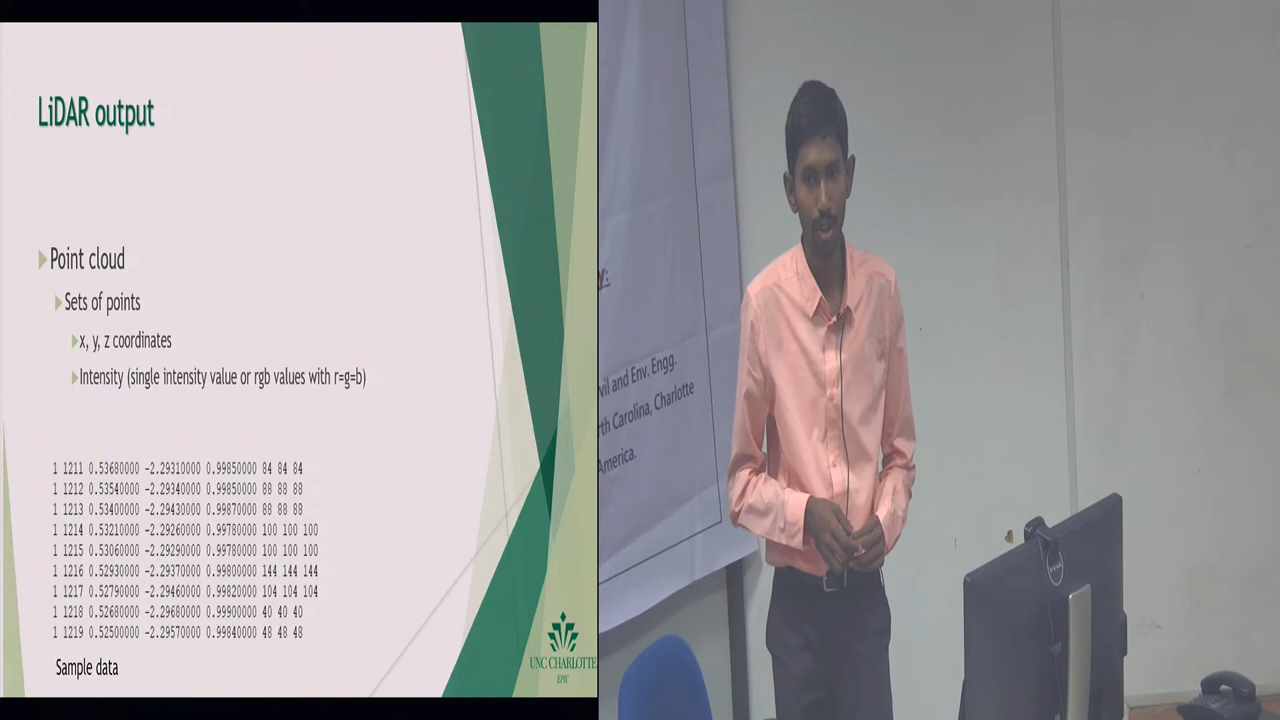 LiDAR output
Point cloud
Sets of points
x, y, z coordinates
Intensity (single intensity value or rgb values with r=g=b)
1 1211 0.53680000 -2.29310000 0.99850000 84 84 84
1 1212 0.53540000 -2.29340000 0.99850000 88 88 88
1 1213 0.53400000 -2.29430000 0.99870000 88 88 88
1 1214 0.53210000 -2.29260000 0.99780000 100 100 100
1 1215 0.53060000 -2.29290000 0.99780000 100 100 100
1 1216 0.52930000 -2.29370000 0.99800000 144 144 144
1 1217 0.52790000 -2.29460000 0.99820000 104 104 104
1 1218 0.52680000 -2.29680000 0.99900000 40 40 40
1 1219 0.52500000 -2.29570000 0.99840000 48 48 48
Sample data
UNC CHARLOTTE
EPIC
y:
vil and Env. Engg.
th Carolina, Charlotte
America.